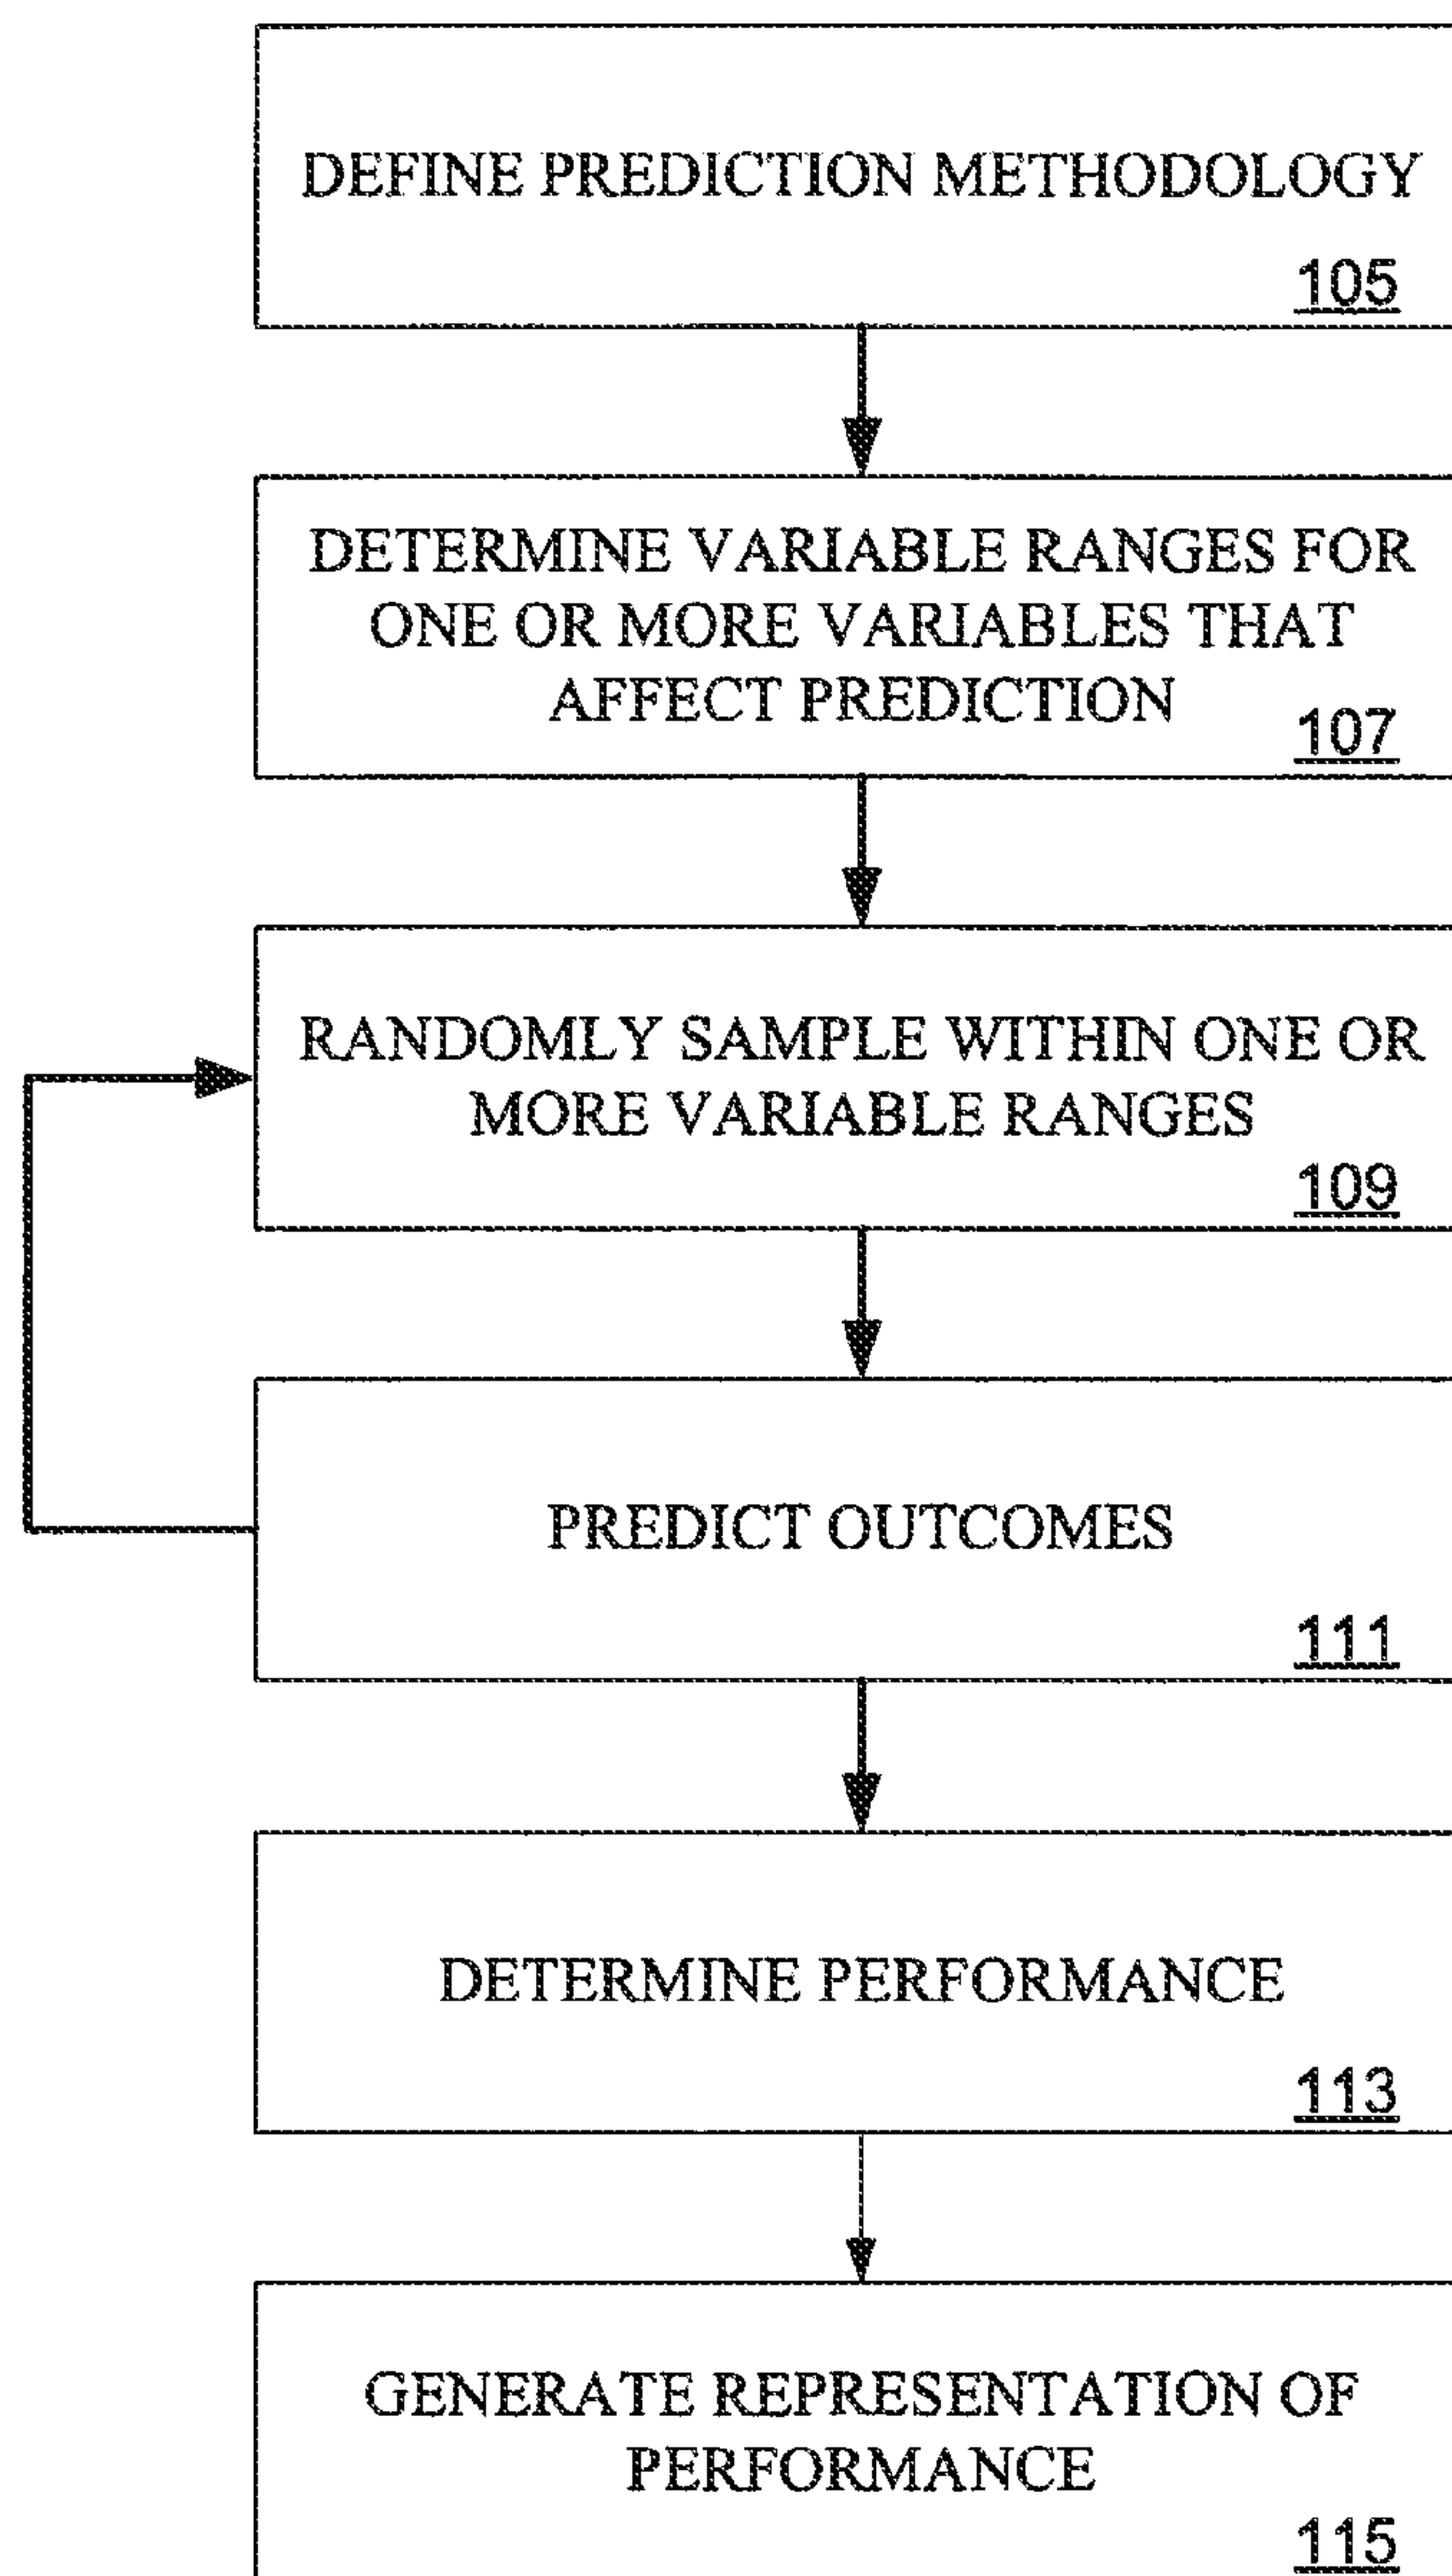 DEFINE PREDICTION METHODOLOGY
105
DETERMINE VARIABLE RANGES FOR
ONE OR MORE VARIABLES THAT
AFFECT PREDICTION
107
RANDOMLY SAMPLE WITHIN ONE OR
MORE VARIABLE RANGES
109
PREDICT OUTCOMES
111
DETERMINE PERFORMANCE
113
GENERATE REPRESENTATION OF
PERFORMANCE
115